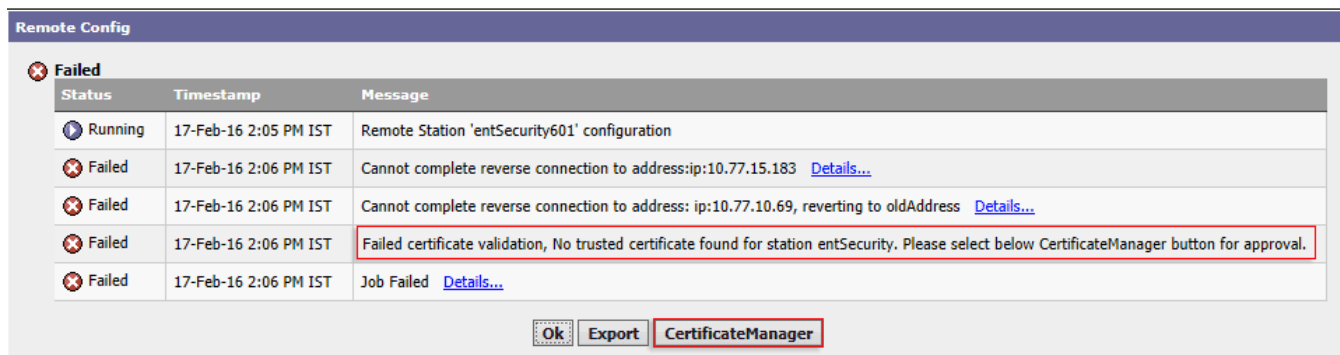 Remote Config
Failed
Status Timestamp Message
Running 17-Feb-16 2:05 PM IST Remote Station 'entSecurity601' configuration
Failed 17-Feb-16 2:06 PM IST Cannot complete reverse connection to address:ip:10.77.15.183 Details...
Failed 17-Feb-16 2:06 PM IST Cannot complete reverse connection to address: ip:10.77.10.69, reverting to oldAddress Details...
Failed 17-Feb-16 2:06 PM IST Failed certificate validation, No trusted certificate found for station entSecurity. Please select below CertificateManager button for approval.
Failed 17-Feb-16 2:06 PM IST Job Failed Details...
Ok Export CertificateManager